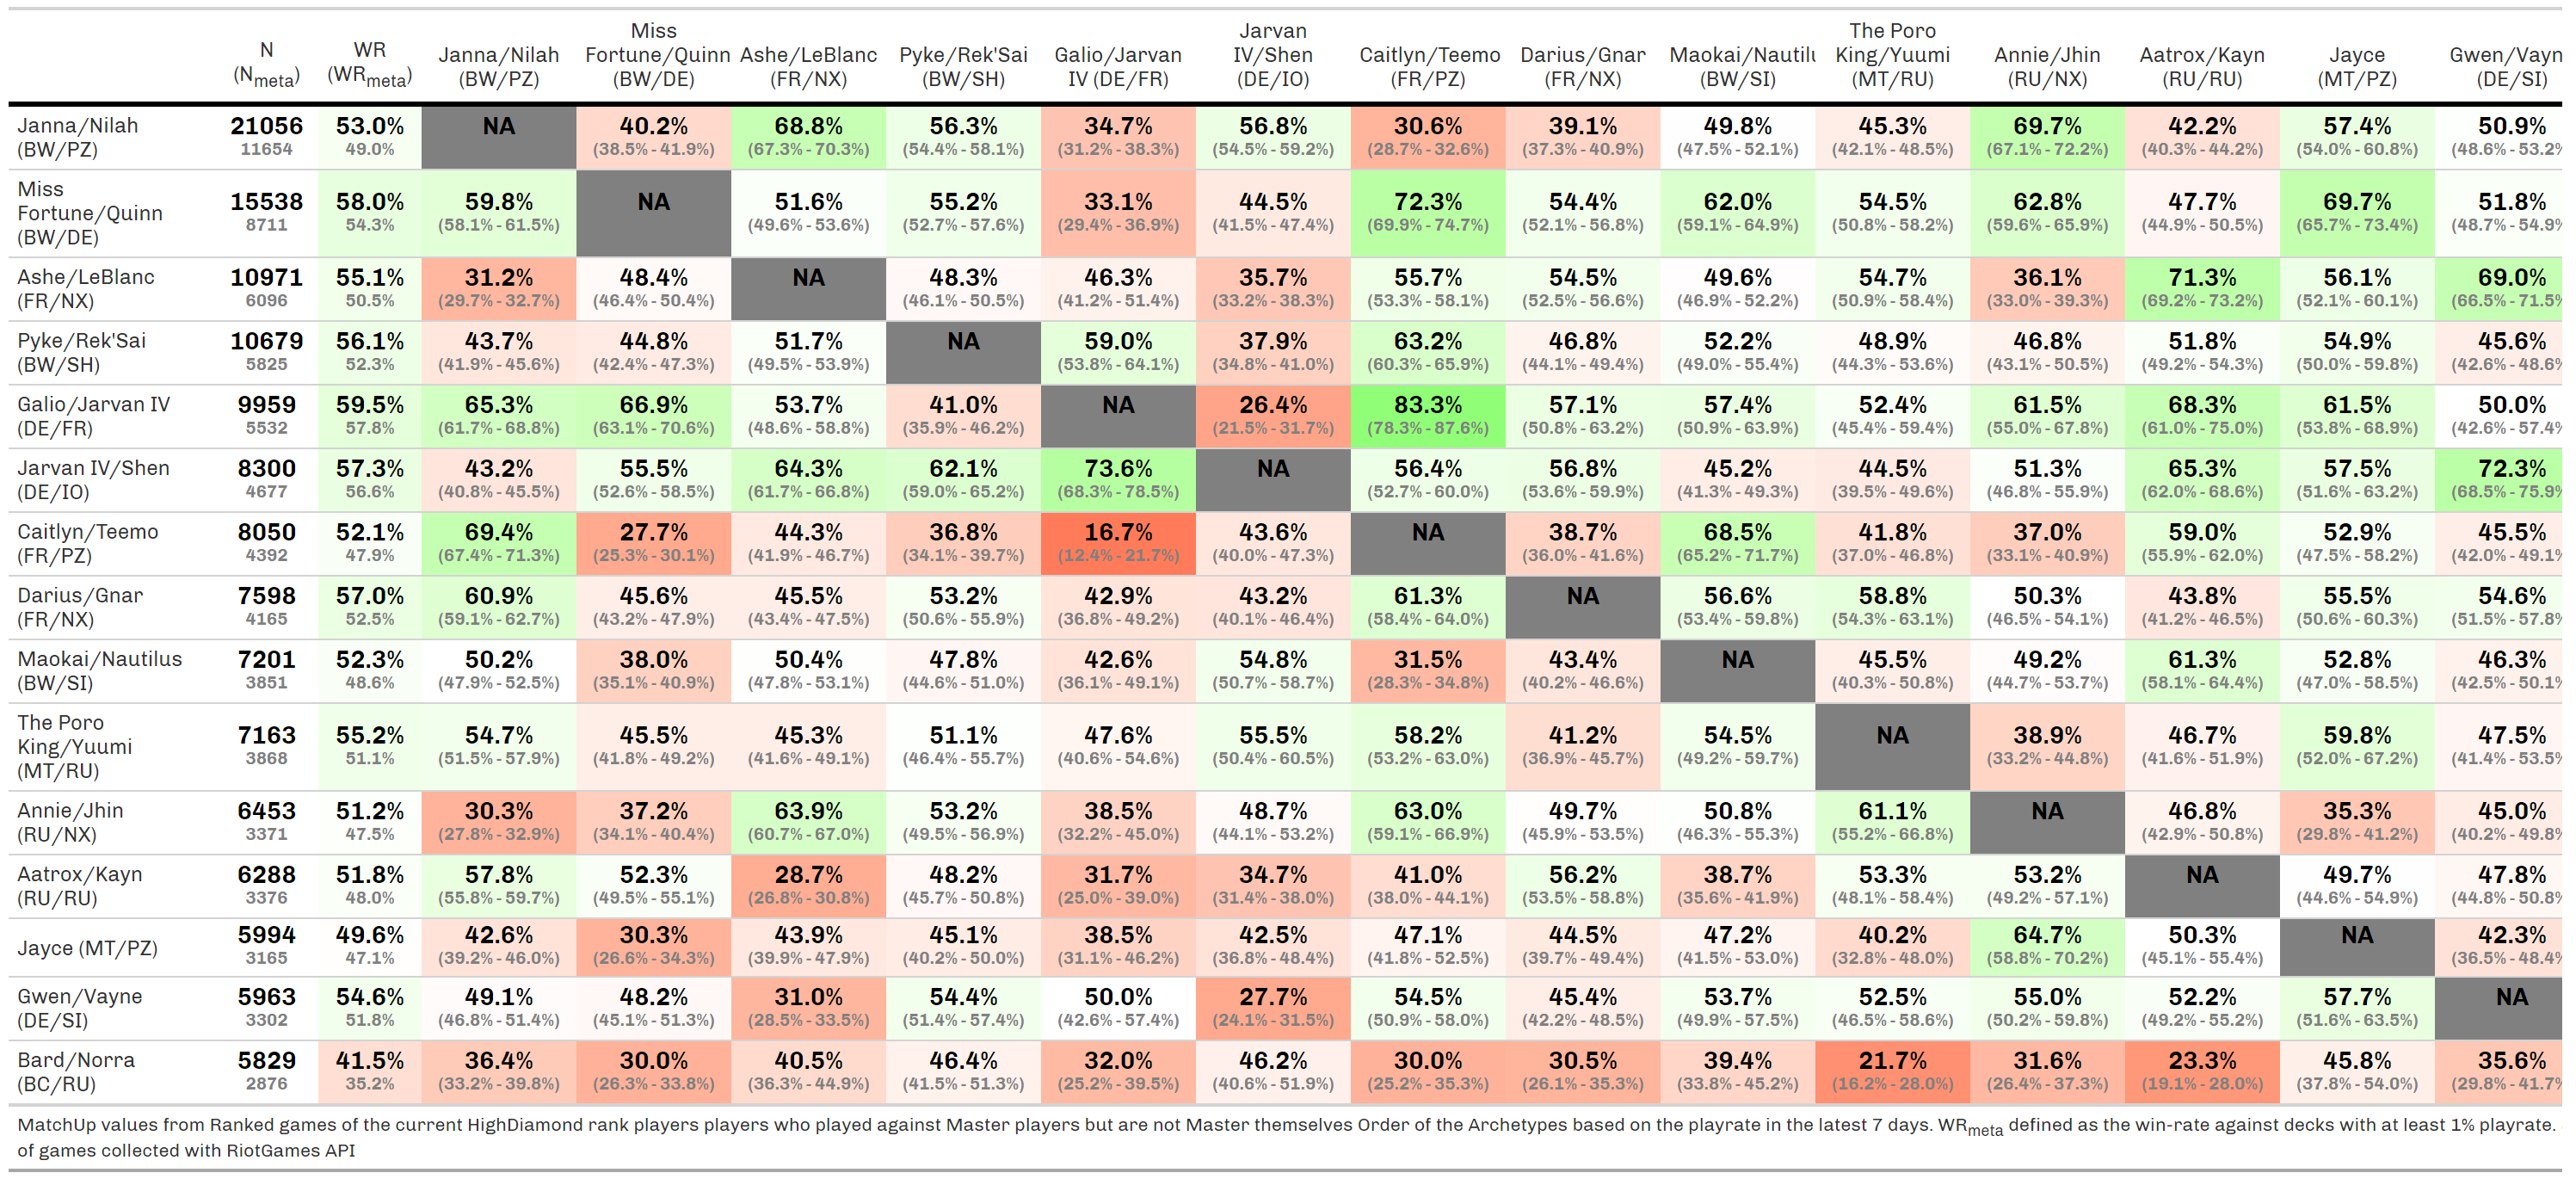 Miss Jarvan The Poro
N WR Janna/Nilah Fortune/Quinn Ashe/LeBlanc Pyke/Rek'Sai Galio/Jarvan IV/Shen Caitlyn/Teemo Darius/Gnar Maokai/Nautilu King/Yuumi Annie/Jhin Aatrox/Kayn Jayce Gwen/Vayn
(Nmeta) (WRmeta) (BW/PZ) (BW/DE) (FR/NX) (BW/SH) IV (DE/FR) (DE/IO) (FR/PZ) (FR/NX) (BW/SI) (MT/RU) (RU/NX) (RU/RU) (MT/PZ) (DE/SI)
Janna/Nilah 21056 53.0% NA 40.2% 68.8% 56.3% 34.7% 56.8% 30.6% 39.1% 49.8% 45.3% 69.7% 42.2% 57.4% 50.9%
(BW/PZ) 11654 49.0% (38.5% - 41.9%) (67.3% - 70.3%) (54.4% - 58.1%) (31.2% - 38.3%) (54.5% - 59.2%) (28.7% - 32.6%) (37.3% - 40.9%) (47.5% - 52.1%) (42.1% - 48.5%) (67.1% - 72.2%) (40.3% - 44.2%) (54.0% - 60.8%) (48.6% - 53.2%
Miss
Fortune/Quinn 15538 58.0% 59.8% NA 51.6% 55.2% 33.1% 44.5% 72.3% 54.4% 62.0% 54.5% 62.8% 47.7% 69.7% 51.8%
(BW/DE) 8711 54.3% (58.1% - 61.5%) (49.6% - 53.6%) (52.7% - 57.6%) (29.4% - 36.9%) (41.5% - 47.4%) (69.9% - 74.7%) (52.1% - 56.8%) (59.1% - 64.9%) (50.8% - 58.2%) (59.6% - 65.9%) (44.9% - 50.5%) (65.7% - 73.4%) (48.7% - 54.9%
Ashe/LeBlanc 10971 55.1% 31.2% 48.4% NA 48.3% 46.3% 35.7% 55.7% 54.5% 49.6% 54.7% 36.1% 71.3% 56.1% 69.0%
(FR/NX) 6096 50.5% (29.7% - 32.7%) (46.4% - 50.4%) (46.1% - 50.5%) (41.2% - 51.4%) (33.2% - 38.3%) (53.3% - 58.1%) (52.5% - 56.6%) (46.9% - 52.2%) (50.9% - 58.4%) (33.0% - 39.3%) (69.2% - 73.2%) (52.1% - 60.1%) (66.5% - 71.5%
Pyke/Rek'Sai 10679 56.1% 43.7% 44.8% 51.7% NA 59.0% 37.9% 63.2% 46.8% 52.2% 48.9% 46.8% 51.8% 54.9% 45.6%
(BW/SH) 5825 52.3% (41.9% - 45.6%) (42.4% - 47.3%) (49.5% - 53.9%) (53.8% - 64.1%) (34.8% - 41.0%) (60.3% - 65.9%) (44.1% - 49.4%) (49.0% - 55.4%) (44.3% - 53.6%) (43.1% - 50.5%) (49.2% - 54.3%) (50.0% - 59.8%) (42.6% - 48.6%
Galio/Jarvan IV 9959 59.5% 65.3% 66.9% 53.7% 41.0% NA 26.4% 83.3% 57.1% 57.4% 52.4% 61.5% 68.3% 61.5% 50.0%
(DE/FR) 5532 57.8% (61.7% - 68.8%) (63.1% - 70.6%) (48.6% - 58.8%) (35.9% - 46.2%) (21.5% - 31.7%) (78.3% - 87.6%) (50.8% - 63.2%) (50.9% - 63.9%) (45.4% - 59.4%) (55.0% - 67.8%) (61.0% - 75.0%) (53.8% - 68.9%) (42.6% - 57.4%
Jarvan IV/Shen 8300 57.3% 43.2% 55.5% 64.3% 62.1% 73.6% NA 56.4% 56.8% 45.2% 44.5% 51.3% 65.3% 57.5% 72.3%
(DE/IO) 4677 56.6% (40.8% - 45.5%) (52.6% - 58.5%) (61.7% - 66.8%) (59.0% - 65.2%) (68.3% - 78.5%) (52.7% - 60.0%) (53.6% - 59.9%) (41.3% - 49.3%) (39.5% - 49.6%) (46.8% - 55.9%) (62.0% - 68.6%) (51.6% - 63.2%) (68.5% - 75.9%
Caitlyn/Teemo 8050 52.1% 69.4% 27.7% 44.3% 36.8% 16.7% 43.6% NA 38.7% 68.5% 41.8% 37.0% 59.0% 52.9% 45.5%
(FR/PZ) 4392 47.9% (67.4% - 71.3%) (25.3% - 30.1%) (41.9% - 46.7%) (34.1% - 39.7%) (12.4% - 21.7%) (40.0% - 47.3%) (36.0% - 41.6%) (65.2% - 71.7%) (37.0% - 46.8%) (33.1% - 40.9%) (55.9% - 62.0%) (47.5% - 58.2%) (42.0% - 49.1%
Darius/Gnar 7598 57.0% 60.9% 45.6% 45.5% 53.2% 42.9% 43.2% 61.3% NA 56.6% 58.8% 50.3% 43.8% 55.5% 54.6%
(FR/NX) 4165 52.5% (59.1% - 62.7%) (43.2% - 47.9%) (43.4% - 47.5%) (50.6% - 55.9%) (36.8% - 49.2%) (40.1% - 46.4%) (58.4% - 64.0%) (53.4% - 59.8%) (54.3% - 63.1%) (46.5% - 54.1%) (41.2% - 46.5%) (50.6% - 60.3%) (51.5% - 57.8%
Maokai/Nautilus 7201 52.3% 50.2% 38.0% 50.4% 47.8% 42.6% 54.8% 31.5% 43.4% NA 45.5% 49.2% 61.3% 52.8% 46.3%
(BW/SI) 3851 48.6% (47.9% - 52.5%) (35.1% - 40.9%) (47.8% - 53.1%) (44.6% - 51.0%) (36.1% - 49.1%) (50.7% - 58.7%) (28.3% - 34.8%) (40.2% - 46.6%) (40.3% - 50.8%) (44.7% - 53.7%) (58.1% - 64.4%) (47.0% - 58.5%) (42.5% - 50.1%
The Poro
King/Yuumi 7163 55.2% 54.7% 45.5% 45.3% 51.1% 47.6% 55.5% 58.2% 41.2% 54.5% NA 38.9% 46.7% 59.8% 47.5%
(MT/RU) 3868 51.1% (51.5% - 57.9%) (41.8% - 49.2%) (41.6% - 49.1%) (46.4% - 55.7%) (40.6% - 54.6%) (50.4% - 60.5%) (53.2% - 63.0%) (36.9% - 45.7%) (49.2% - 59.7%) (33.2% - 44.8%) (41.6% - 51.9%) (52.0% - 67.2%) (41.4% - 53.5%
Annie/Jhin 6453 51.2% 30.3% 37.2% 63.9% 53.2% 38.5% 48.7% 63.0% 49.7% 50.8% 61.1% NA 46.8% 35.3% 45.0%
(RU/NX) 3371 47.5% (27.8% - 32.9%) (34.1% - 40.4%) (60.7% - 67.0%) (49.5% - 56.9%) (32.2% - 45.0%) (44.1% - 53.2%) (59.1% - 66.9%) (45.9% - 53.5%) (46.3% - 55.3%) (55.2% - 66.8%) (42.9% - 50.8%) (29.8% - 41.2%) (40.2% - 49.8%
Aatrox/Kayn 6288 51.8% 57.8% 52.3% 28.7% 48.2% 31.7% 34.7% 41.0% 56.2% 38.7% 53.3% 53.2% NA 49.7% 47.8%
(RU/RU) 3376 48.0% (55.8% - 59.7%) (49.5% - 55.1%) (26.8% - 30.8%) (45.7% - 50.8%) (25.0% - 39.0%) (31.4% - 38.0%) (38.0% - 44.1%) (53.5% - 58.8%) (35.6% - 41.9%) (48.1% - 58.4%) (49.2% - 57.1%) (44.6% - 54.9%) (44.8% - 50.8%
Jayce (MT/PZ) 5994 49.6% 42.6% 30.3% 43.9% 45.1% 38.5% 42.5% 47.1% 44.5% 47.2% 40.2% 64.7% 50.3% NA 42.3%
3165 47.1% (39.2% - 46.0%) (26.6% - 34.3%) (39.9% - 47.9%) (40.2% - 50.0%) (31.1% - 46.2%) (36.8% - 48.4%) (41.8% - 52.5%) (39.7% - 49.4%) (41.5% - 53.0%) (32.8% - 48.0%) (58.8% - 70.2%) (45.1% - 55.4%) (36.5% - 48.4%
Gwen/Vayne 5963 54.6% 49.1% 48.2% 31.0% 54.4% 50.0% 27.7% 54.5% 45.4% 53.7% 52.5% 55.0% 52.2% 57.7% NA
(DE/SI) 3302 51.8% (46.8% - 51.4%) (45.1% - 51.3%) (28.5% - 33.5%) (51.4% - 57.4%) (42.6% - 57.4%) (24.1% - 31.5%) (50.9% - 58.0%) (42.2% - 48.5%) (49.9% - 57.5%) (46.5% - 58.6%) (50.2% - 59.8%) (49.2% - 55.2%) (51.6% - 63.5%)
Bard/Norra 5829 41.5% 36.4% 30.0% 40.5% 46.4% 32.0% 46.2% 30.0% 30.5% 39.4% 21.7% 31.6% 23.3% 45.8% 35.6%
(BC/RU) 2876 35.2% (33.2% - 39.8%) (26.3% - 33.8%) (36.3% - 44.9%) (41.5% - 51.3%) (25.2% - 39.5%) (40.6% - 51.9%) (25.2% - 35.3%) (26.1% - 35.3%) (33.8% - 45.2%) (16.2% - 28.0%) (26.4% - 37.3%) (19.1% - 28.0%) (37.8% - 54.0%) (29.8% - 41.7%
MatchUp values from Ranked games of the current HighDiamond rank players players who played against Master players but are not Master themselves Order of the Archetypes based on the playrate in the latest 7 days. WRmeta defined as the win-rate against decks with at least 1% playrate.
of games collected with RiotGames API